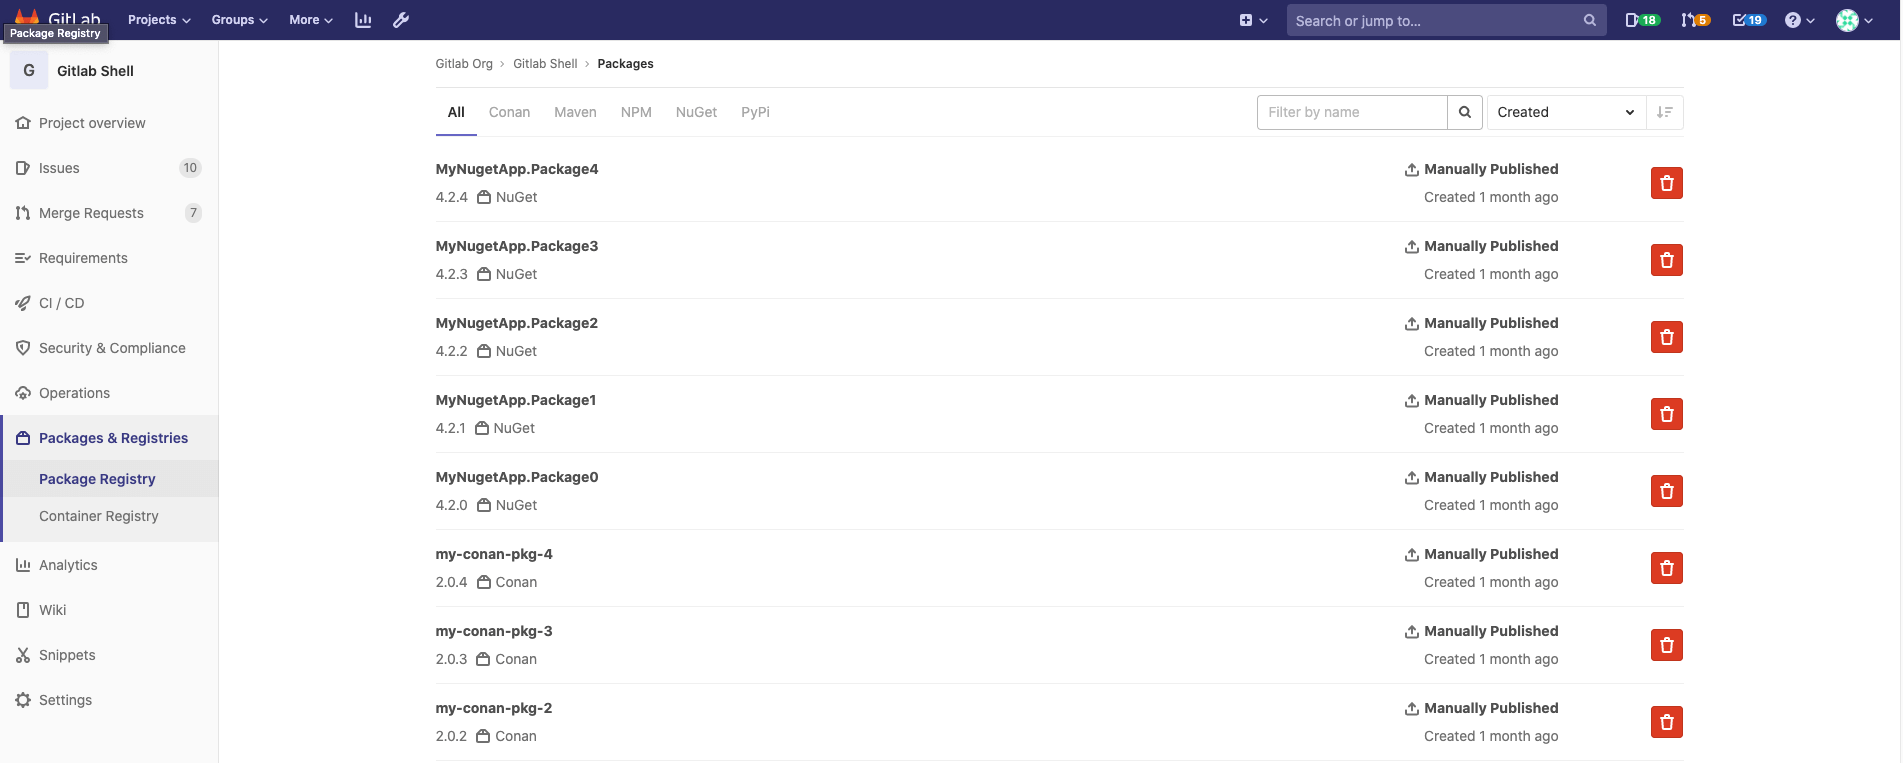 GitLab Projects Groups More Search or jump to... 18 5 19
Package Registry
G Gitlab Shell
Project overview
Issues 10
Merge Requests 7
Requirements
CI / CD
Security & Compliance
Operations
Packages & Registries
Package Registry
Container Registry
Analytics
Wiki
Snippets
Settings
Gitlab Org › Gitlab Shell › Packages
All Conan Maven NPM NuGet PyPi Filter by name Created
MyNugetApp.Package4 Manually Published
4.2.4 NuGet Created 1 month ago
MyNugetApp.Package3 Manually Published
4.2.3 NuGet Created 1 month ago
MyNugetApp.Package2 Manually Published
4.2.2 NuGet Created 1 month ago
MyNugetApp.Package1 Manually Published
4.2.1 NuGet Created 1 month ago
MyNugetApp.Package0 Manually Published
4.2.0 NuGet Created 1 month ago
my-conan-pkg-4 Manually Published
2.0.4 Conan Created 1 month ago
my-conan-pkg-3 Manually Published
2.0.3 Conan Created 1 month ago
my-conan-pkg-2 Manually Published
2.0.2 Conan Created 1 month ago